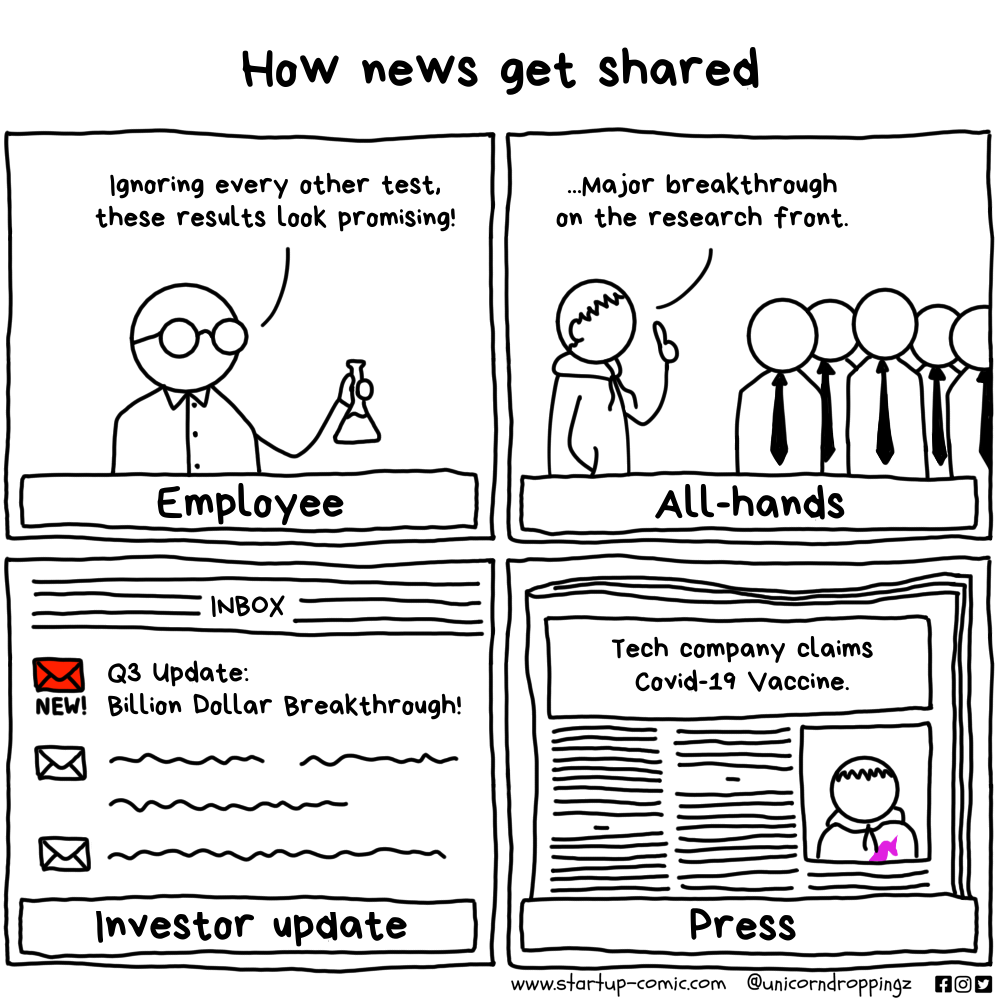 How news get shared
Ignoring every other test,
these results look promising!
Employee
...Major breakthrough
on the research front.
All-hands
INBOX
Q3 Update:
NEW! Billion Dollar Breakthrough!
Investor update
Tech company claims
Covid-19 Vaccine.
Press
www.startup-comic.com @unicorndroppingz